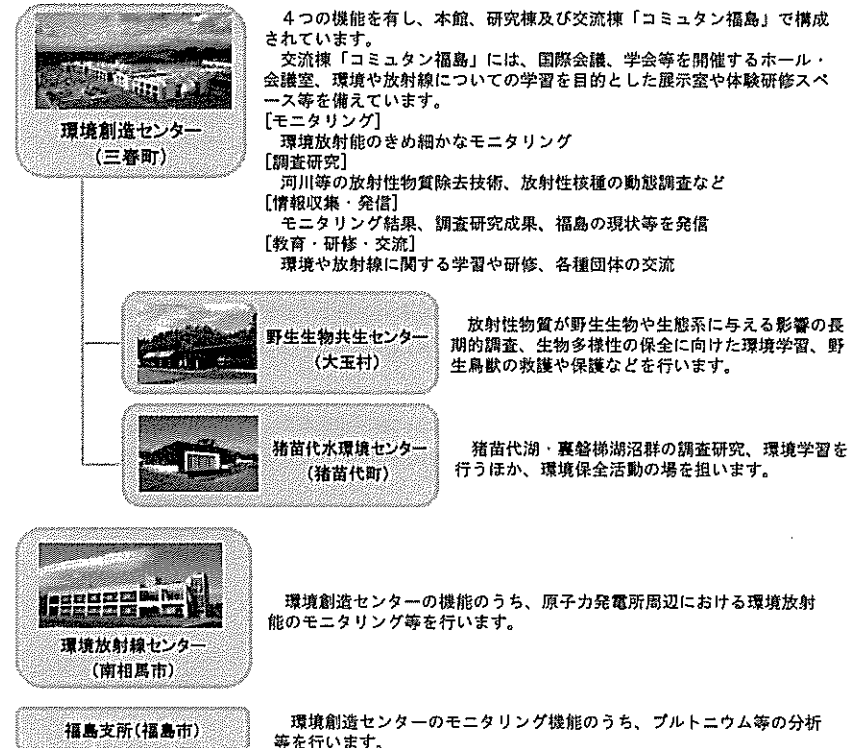 ４つの機能を有し、本館、研究棟及び交流棟「コミュタン福島」で構成
されています。
交流棟「コミュタン福島」には、国際会議、学会等を開催するホール・
会議室、環境や放射線についての学習を目的とした展示室や体験研修スペ
ース等を備えています。
[モニタリング]
環境放射能のきめ細かなモニタリング
[調査研究]
河川等の放射性物質除去技術、放射性核種の動態調査など
[情報収集・発信]
モニタリング結果、調査研究成果、福島の現状等を発信
[教育・研修・交流]
環境や放射線に関する学習や研修、各種団体の交流
環境創造センター
(三春町)
野生生物共生センター
(大玉村)
放射性物質が野生生物や生態系に与える影響の長
期的調査、生物多様性の保全に向けた環境学習、野
生鳥獣の救護や保護などを行います。
猪苗代水環境センター
(猪苗代町)
猪苗代湖・裏磐梯湖沼群の調査研究、環境学習を
行うほか、環境保全活動の場を担います。
環境放射線センター
(南相馬市)
環境創造センターの機能のうち、原子力発電所周辺における環境放射
能のモニタリング等を行います。
福島支所(福島市)
環境創造センターのモニタリング機能のうち、プルトニウム等の分析
等を行います。